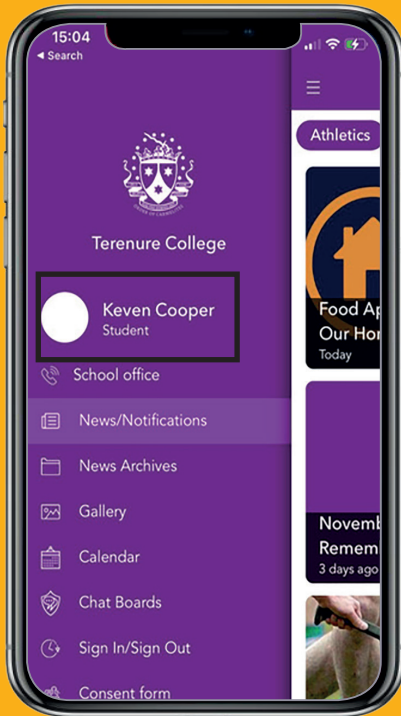 15:04
Search
Terenure College
Keven Cooper
Student
School office
News/Notifications
News Archives
Gallery
Calendar
Chat Boards
Sign In/Sign Out
Consent form
Athletics
Food Ap
Our Hor
Today
Novemb
Remem
3 days ago